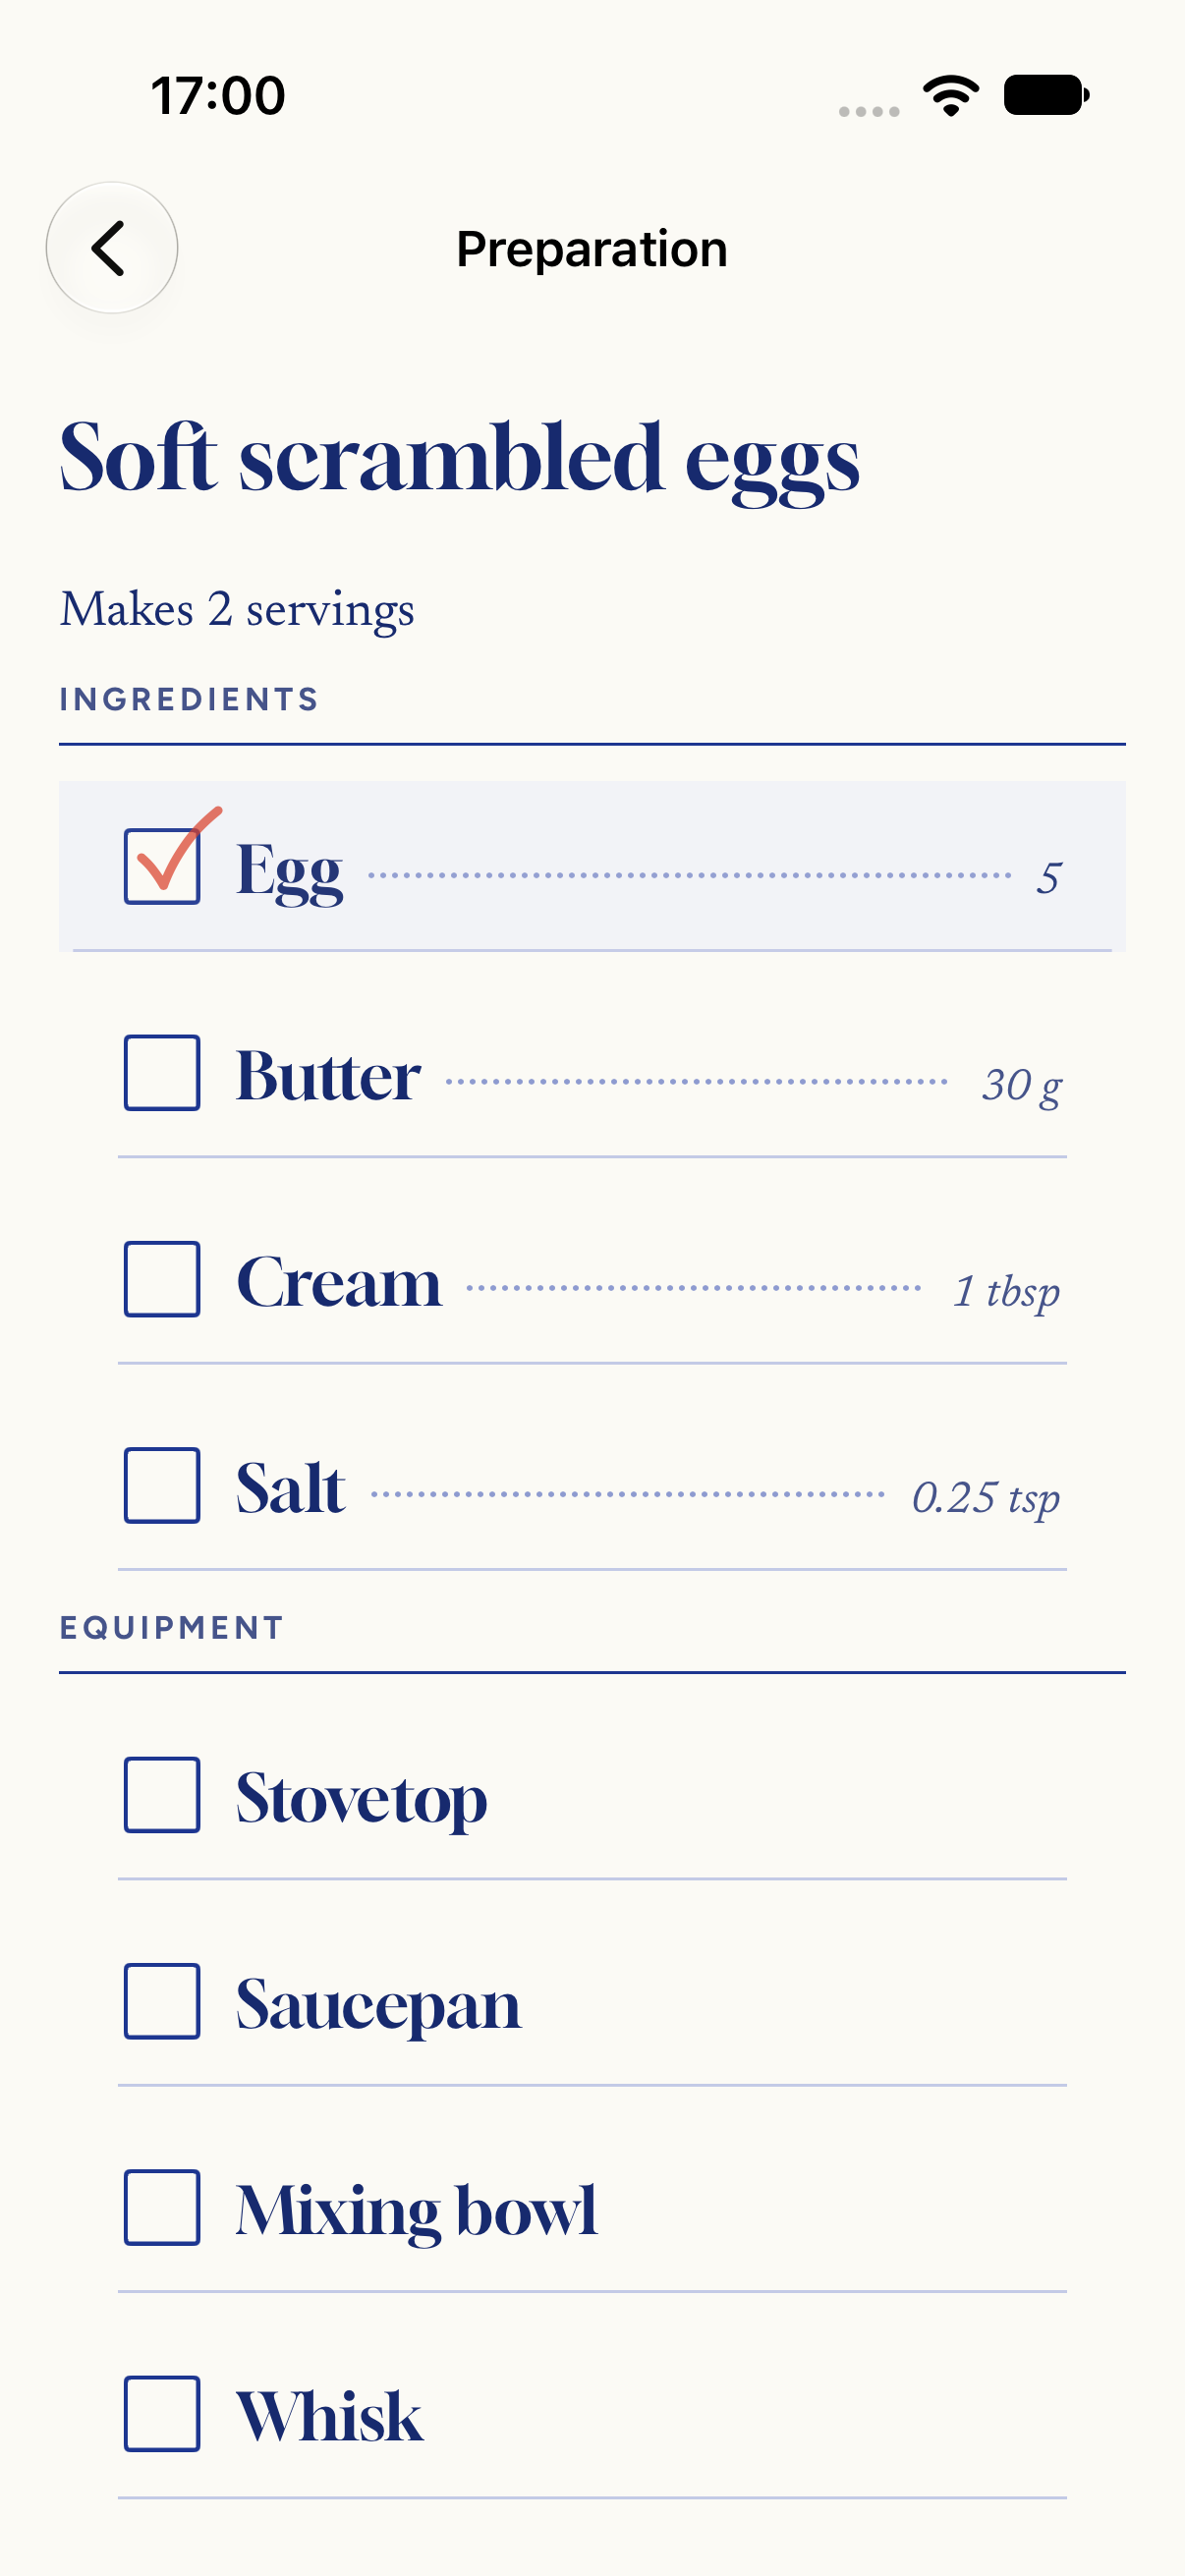 17:00
Preparation
Soft scrambled eggs
Makes 2 servings
INGREDIENTS
Egg 5
Butter 30 g
Cream 1 tbsp
Salt 0.25 tsp
EQUIPMENT
Stovetop
Saucepan
Mixing bowl
Whisk